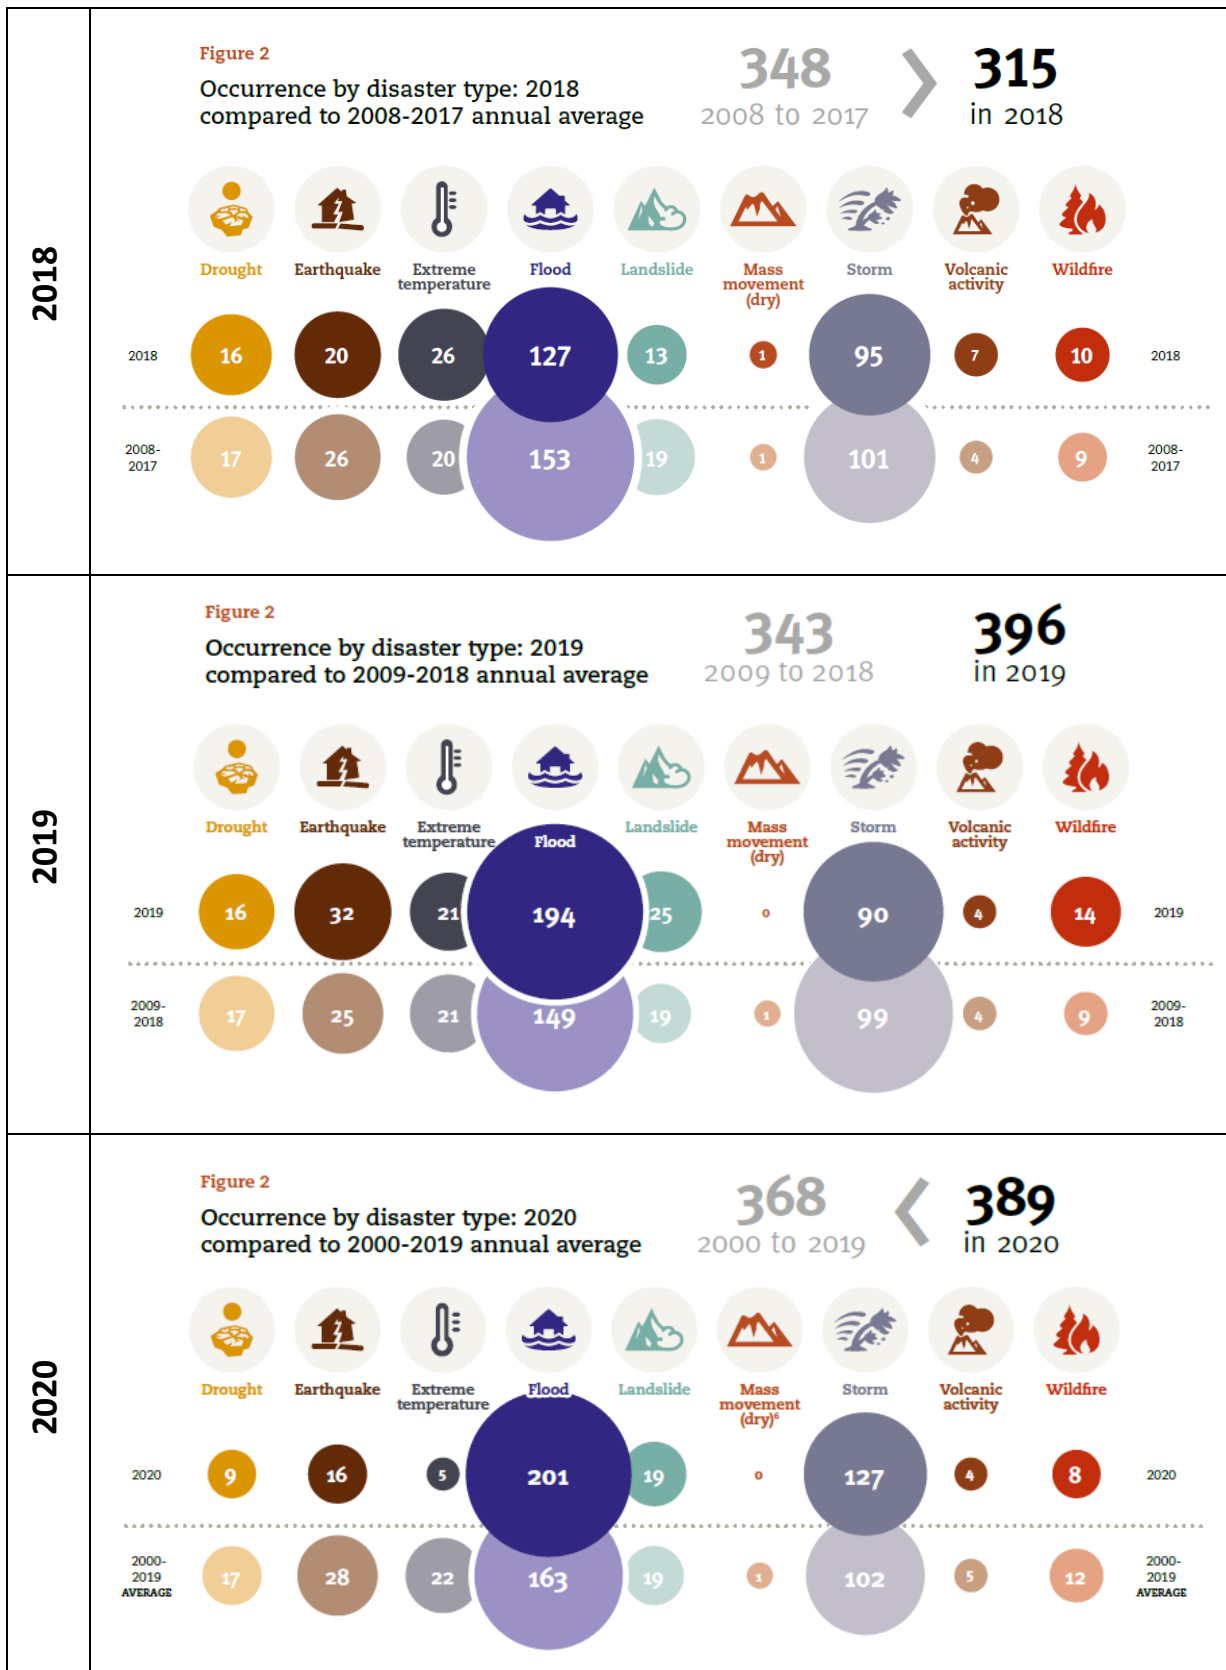 2018
Figure 2
Occurrence by disaster type: 2018
compared to 2008-2017 annual average
348
2008 to 2017
315
in 2018
Drought Earthquake Extreme temperature Flood Landslide Mass movement (dry) Storm Volcanic activity Wildfire
2018 16 20 26 127 13 1 95 7 10 2018
2008-2017 17 26 20 153 19 1 101 4 9 2008-2017
2019
Figure 2
Occurrence by disaster type: 2019
compared to 2009-2018 annual average
343
2009 to 2018
396
in 2019
Drought Earthquake Extreme temperature Flood Landslide Mass movement (dry) Storm Volcanic activity Wildfire
2019 16 32 21 194 25 0 90 4 14 2019
2009-2018 17 25 21 149 19 1 99 4 9 2009-2018
2020
Figure 2
Occurrence by disaster type: 2020
compared to 2000-2019 annual average
368
2000 to 2019
389
in 2020
Drought Earthquake Extreme temperature Flood Landslide Mass movement (dry)⁶ Storm Volcanic activity Wildfire
2020 9 16 5 201 19 0 127 4 8 2020
2000-2019 AVERAGE 17 28 22 163 19 1 102 5 12 2000-2019 AVERAGE